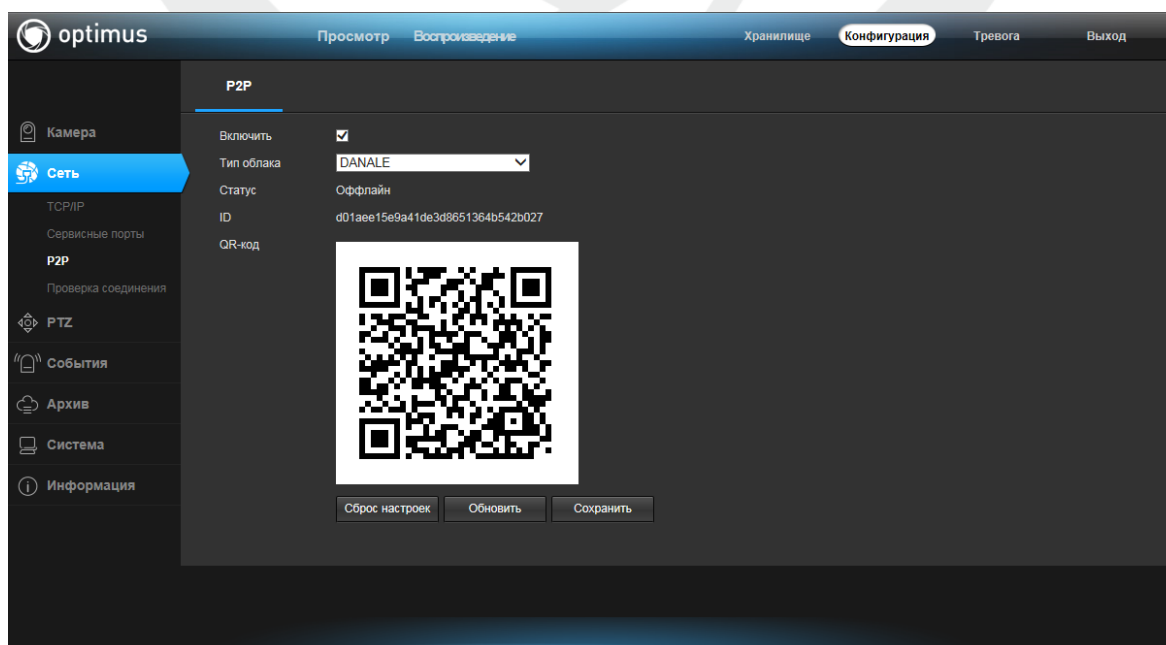 optimus
Просмотр Воспроизведение Хранилище Конфигурация Тревога Выход
P2P
Камера
Сеть
TCP/IP
Сервисные порты
P2P
Проверка соединения
PTZ
События
Архив
Система
Информация
Включить
Тип облака DANALE
Статус Оффлайн
ID d01aee15e9a41de3d8651364b542b027
QR-код
Сброс настроек Обновить Сохранить